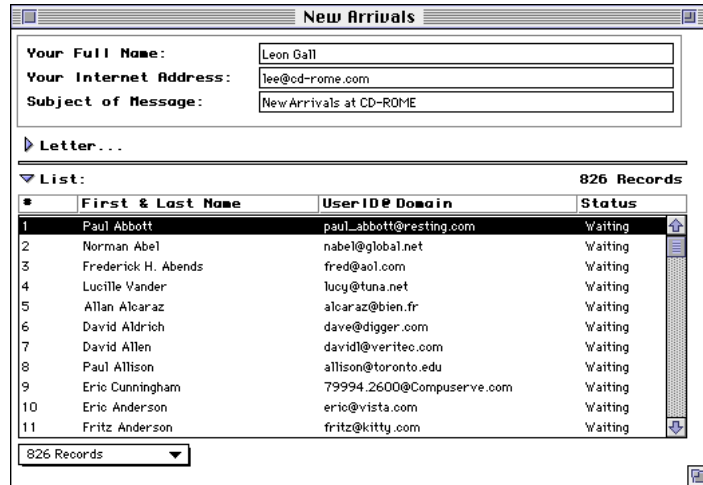 New Arrivals
Your Full Name: Leon Gall
Your Internet Address: lee@cd-rome.com
Subject of Message: New Arrivals at CD-ROME
Letter...
List: 826 Records
# First & Last Name UserID@Domain Status
1 Paul Abbott paul_abbott@resting.com Waiting
2 Norman Abel nabel@global.net Waiting
3 Frederick H. Abends fred@aol.com Waiting
4 Lucille Vander lucy@tuna.net Waiting
5 Allan Alcaraz alcaraz@bien.fr Waiting
6 David Aldrich dave@digger.com Waiting
7 David Allen david1@veritec.com Waiting
8 Paul Allison allison@toronto.edu Waiting
9 Eric Cunningham 79994.2600@Compuserve.com Waiting
10 Eric Anderson eric@vista.com Waiting
11 Fritz Anderson fritz@kitty.com Waiting
826 Records